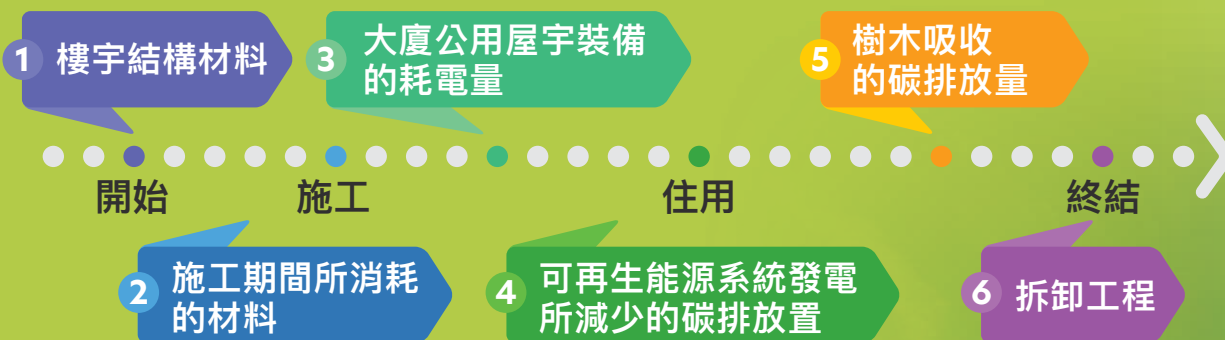 1 樓宇結構材料
3 大廈公用屋宇裝備
的耗電量
5 樹木吸收
的碳排放量
開始
施工
住用
終結
2 施工期間所消耗
的材料
4 可再生能源系統發電
所減少的碳排放置
6 拆卸工程